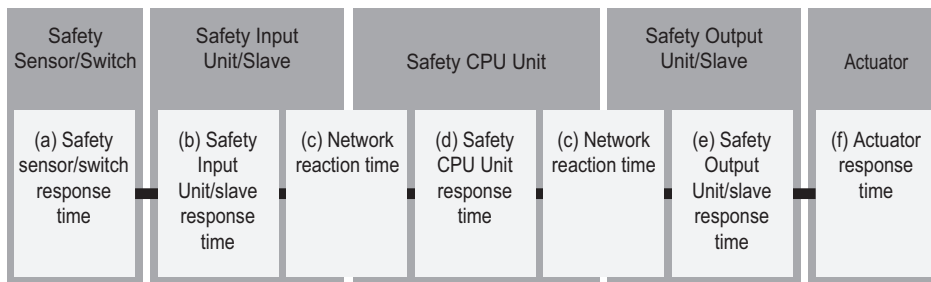 Safety
Sensor/Switch
Safety Input
Unit/Slave
Safety CPU Unit
Safety Output
Unit/Slave
Actuator
(a) Safety
sensor/switch
response
time
(b) Safety
Input
Unit/slave
response
time
(c) Network
reaction time
(d) Safety
CPU Unit
response
time
(c) Network
reaction time
(e) Safety
Output
Unit/slave
response
time
(f) Actuator
response
time